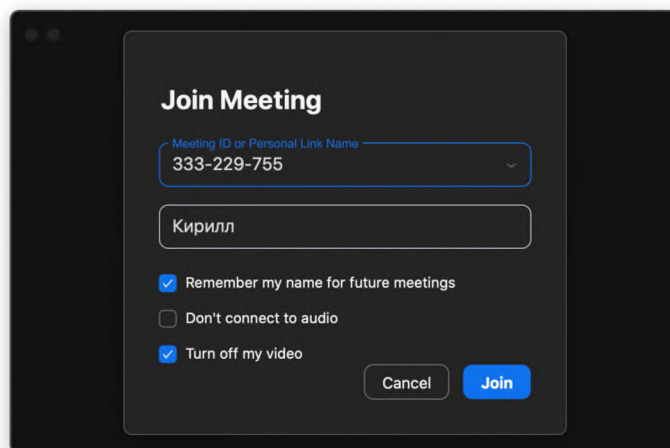 Join Meeting
Meeting ID or Personal Link Name
333-229-755
Кирилл
Remember my name for future meetings
Don't connect to audio
Turn off my video
Cancel
Join